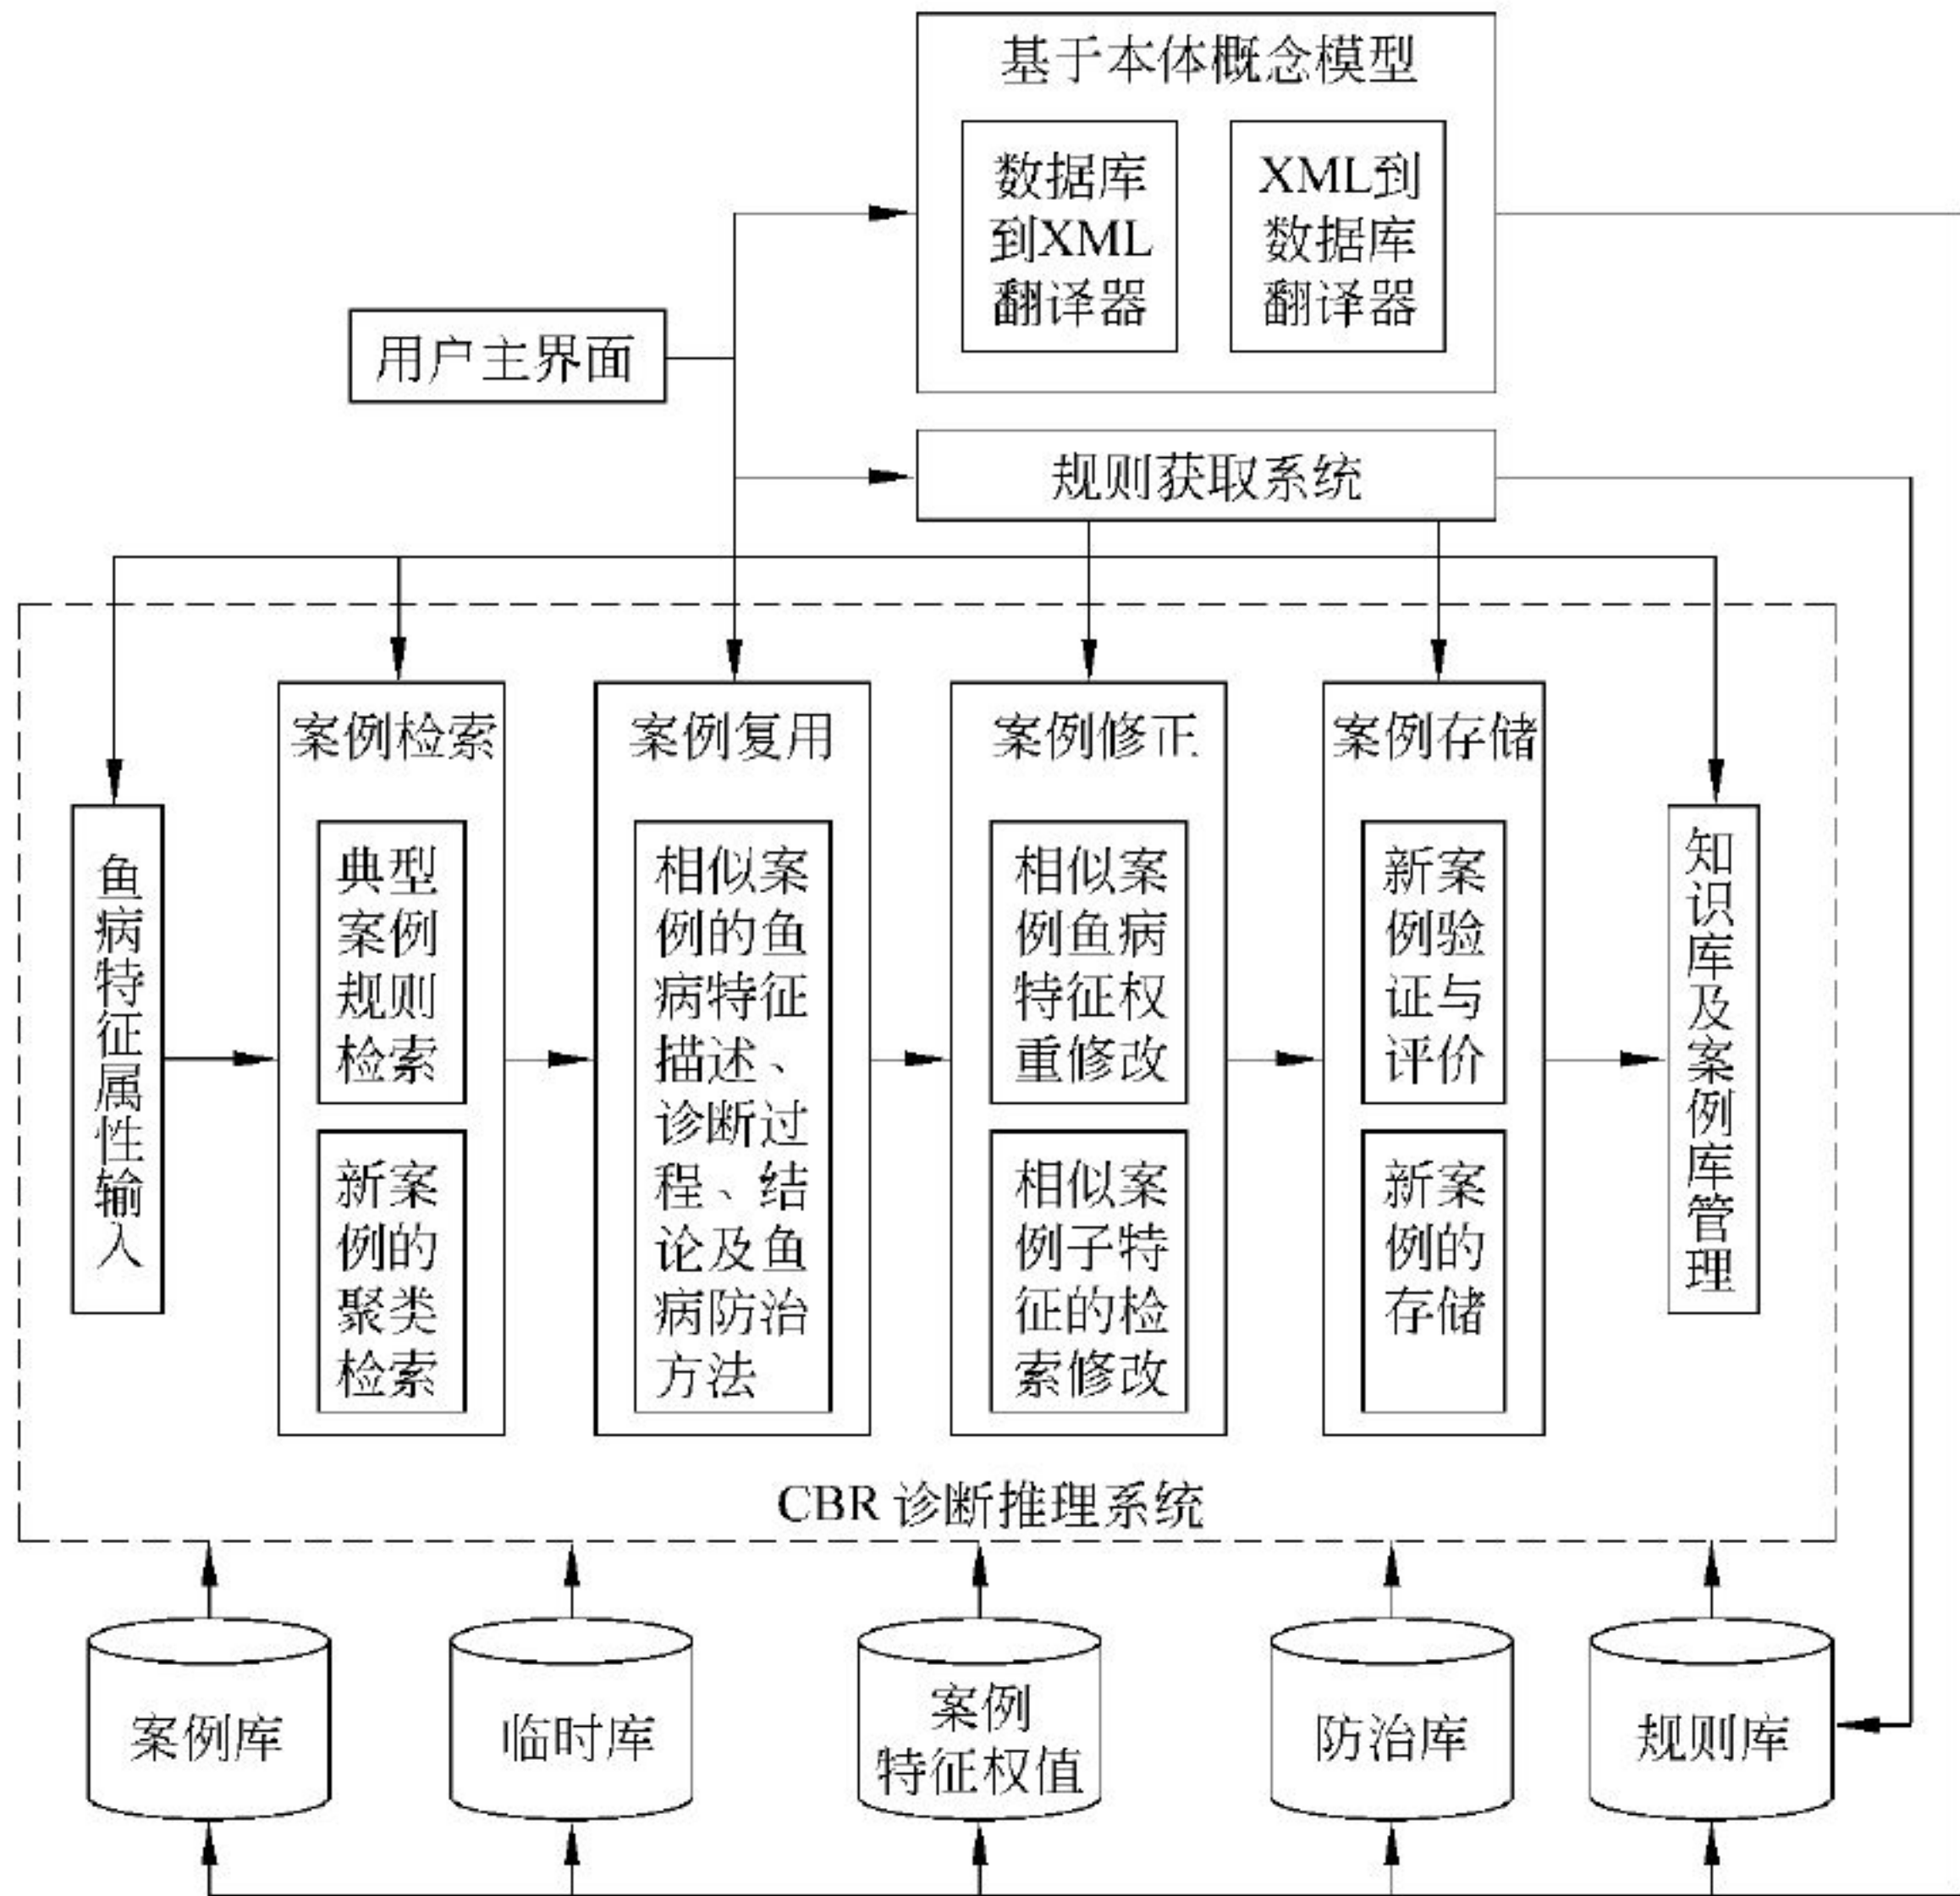 基于本体概念模型
数据库
到XML
翻译器
XML到
数据库
翻译器
用户主界面
规则获取系统
鱼病特征属性输入
案例检索
典型
案例
规则
检索
新案
例的
聚类
检索
案例复用
相似案
例的鱼
病特征
描述、
诊断过
程、结
论及鱼
病防治
方法
案例修正
相似案
例鱼病
特征权
重修改
相似案
例子特
征的检
索修改
案例存储
新案
例验
证与
评价
新案
例的
存储
知识库及案例库管理
CBR 诊断推理系统
案例库
临时库
案例
特征权值
防治库
规则库